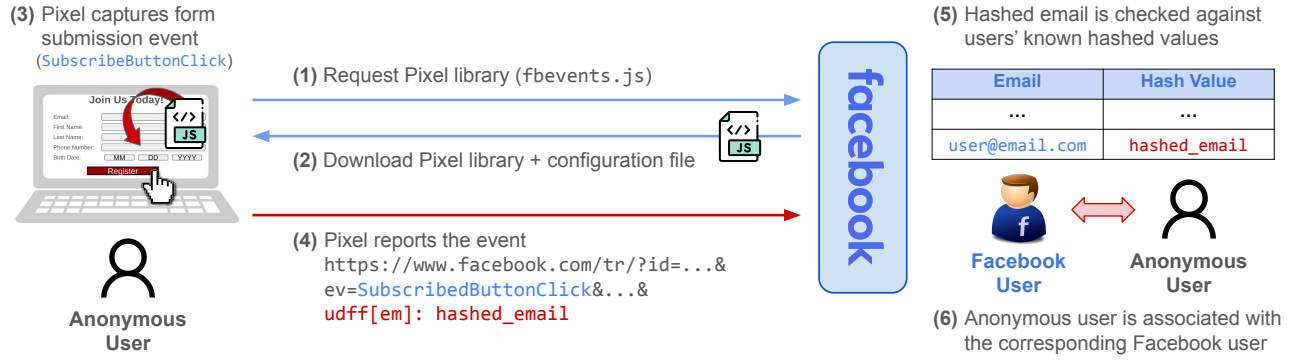 (3) Pixel captures form
submission event
(SubscribeButtonClick)
Join Us Today!
Email:
First Name:
Last Name:
Phone Number:
Birth Date: MM DD YYYY
Register
</>
JS
Anonymous
User
(1) Request Pixel library (fbevents.js)
</>
JS
(2) Download Pixel library + configuration file
(4) Pixel reports the event
https://www.facebook.com/tr/?id=...&
ev=SubscribedButtonClick&...&
udff[em]: hashed_email
facebook
(5) Hashed email is checked against
users' known hashed values
Email Hash Value
... ...
user@email.com hashed_email
f
Facebook
User
Anonymous
User
(6) Anonymous user is associated with
the corresponding Facebook user